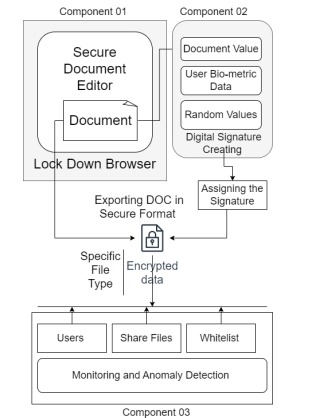 Component 01
Component 02
Secure
Document
Editor
Document
Lock Down Browser
Document Value
User Bio-metric
Data
Random Values
Digital Signature
Creating
Assigning the
Signature
Exporting DOC in
Secure Format
Specific
File
Type
Encrypted
data
Users
Share Files
Whitelist
Monitoring and Anomaly Detection
Component 03